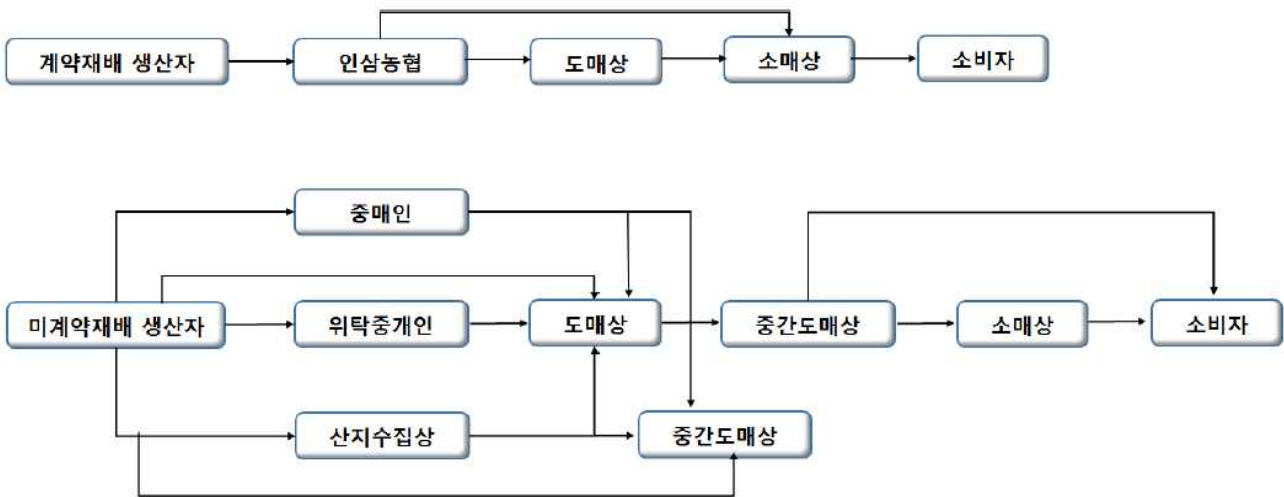 계약재배 생산자
인삼농협
도매상
소매상
소비자
중매인
미계약재배 생산자
위탁중개인
도매상
중간도매상
소매상
소비자
산지수집상
중간도매상